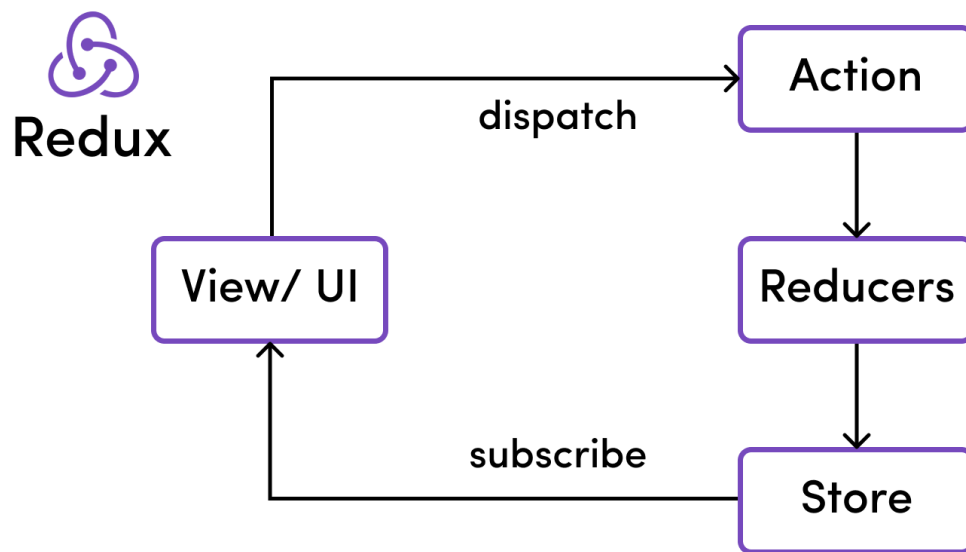 Redux
dispatch
Action
View/ UI
Reducers
subscribe
Store